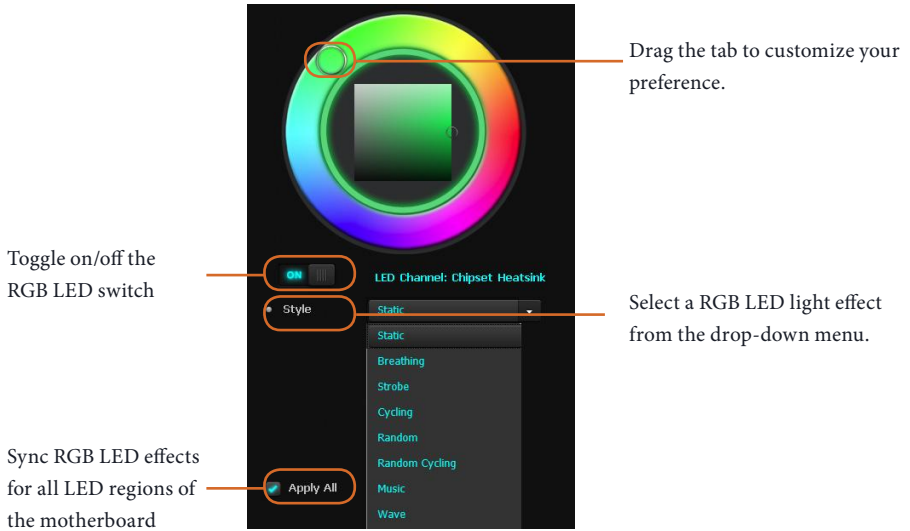 Drag the tab to customize your
preference.
Toggle on/off the
RGB LED switch
ON
LED Channel: Chipset Heatsink
Style
Static
Select a RGB LED light effect
from the drop-down menu.
Static
Breathing
Strobe
Cycling
Random
Random Cycling
Sync RGB LED effects
for all LED regions of
the motherboard
Apply All
Music
Wave